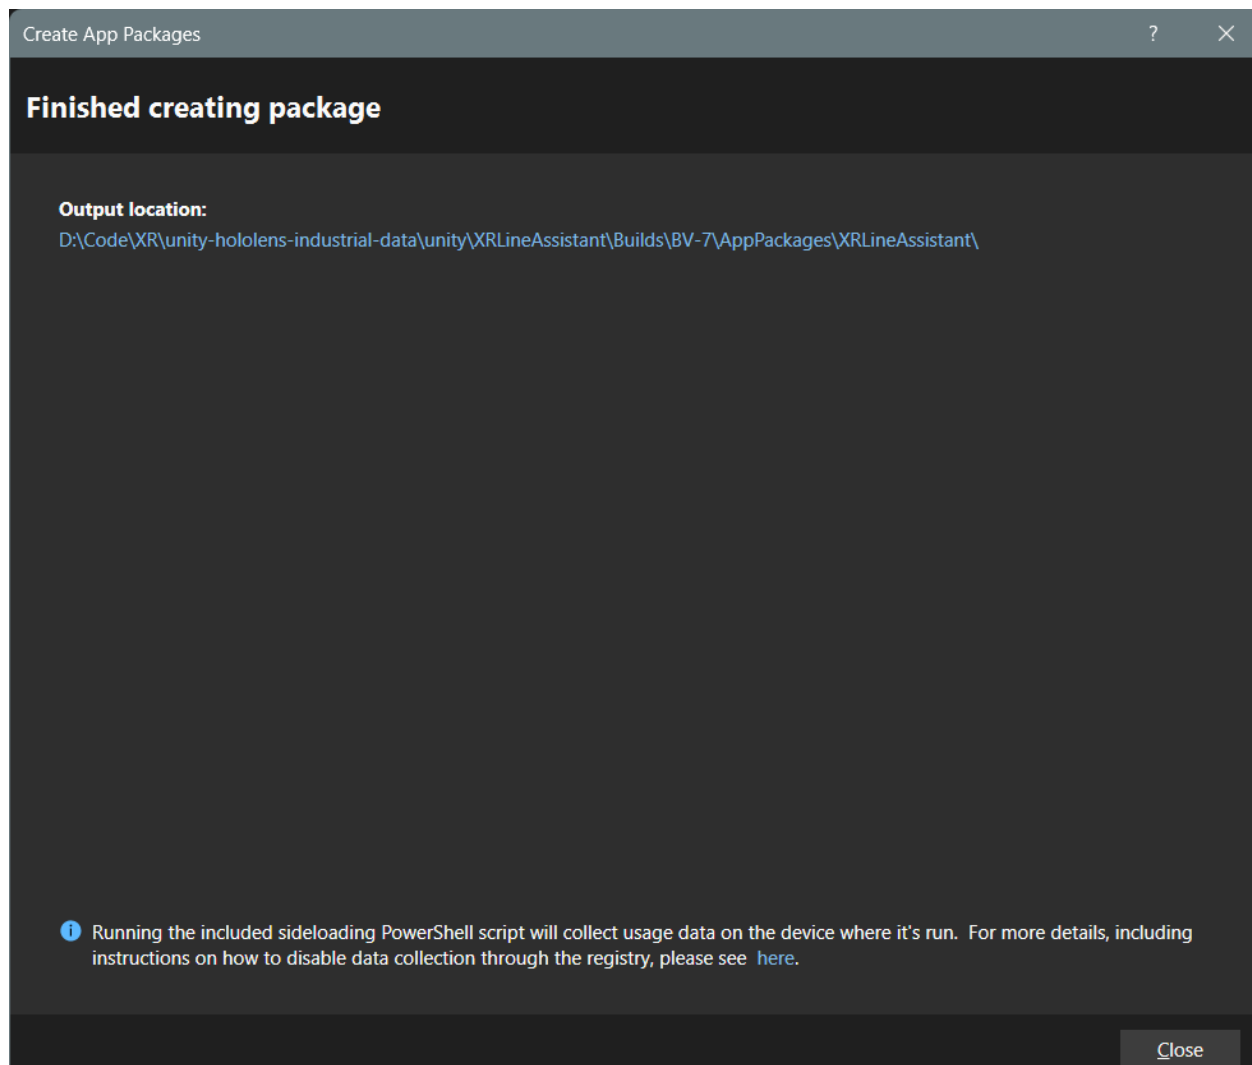 Create App Packages ?
Finished creating package
Output location:
D:\Code\XR\unity-hololens-industrial-data\unity\XRLineAssistant\Builds\BV-7\AppPackages\XRLineAssistant\
Running the included sideloading PowerShell script will collect usage data on the device where it's run. For more details, including
instructions on how to disable data collection through the registry, please see here.
Close